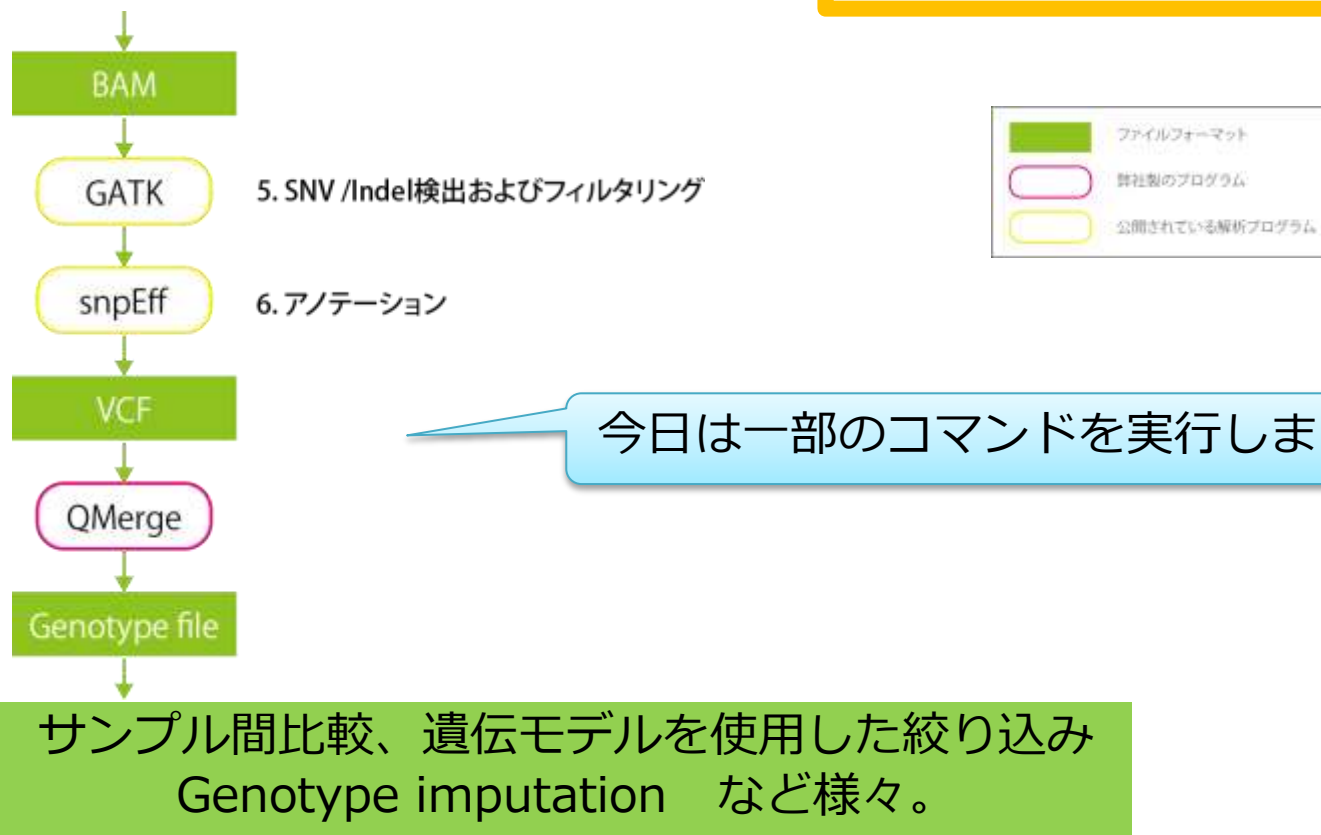 BAM
GATK
5. SNV /Indel検出およびフィルタリング
snpEff
6. アノテーション
VCF
QMerge
Genotype file
ファイルフォーマット
弊社製のプログラム
公開されている解析プログラム
今日は一部のコマンドを実行しま
サンプル間比較、遺伝モデルを使用した絞り込み
Genotype imputation　など様々。